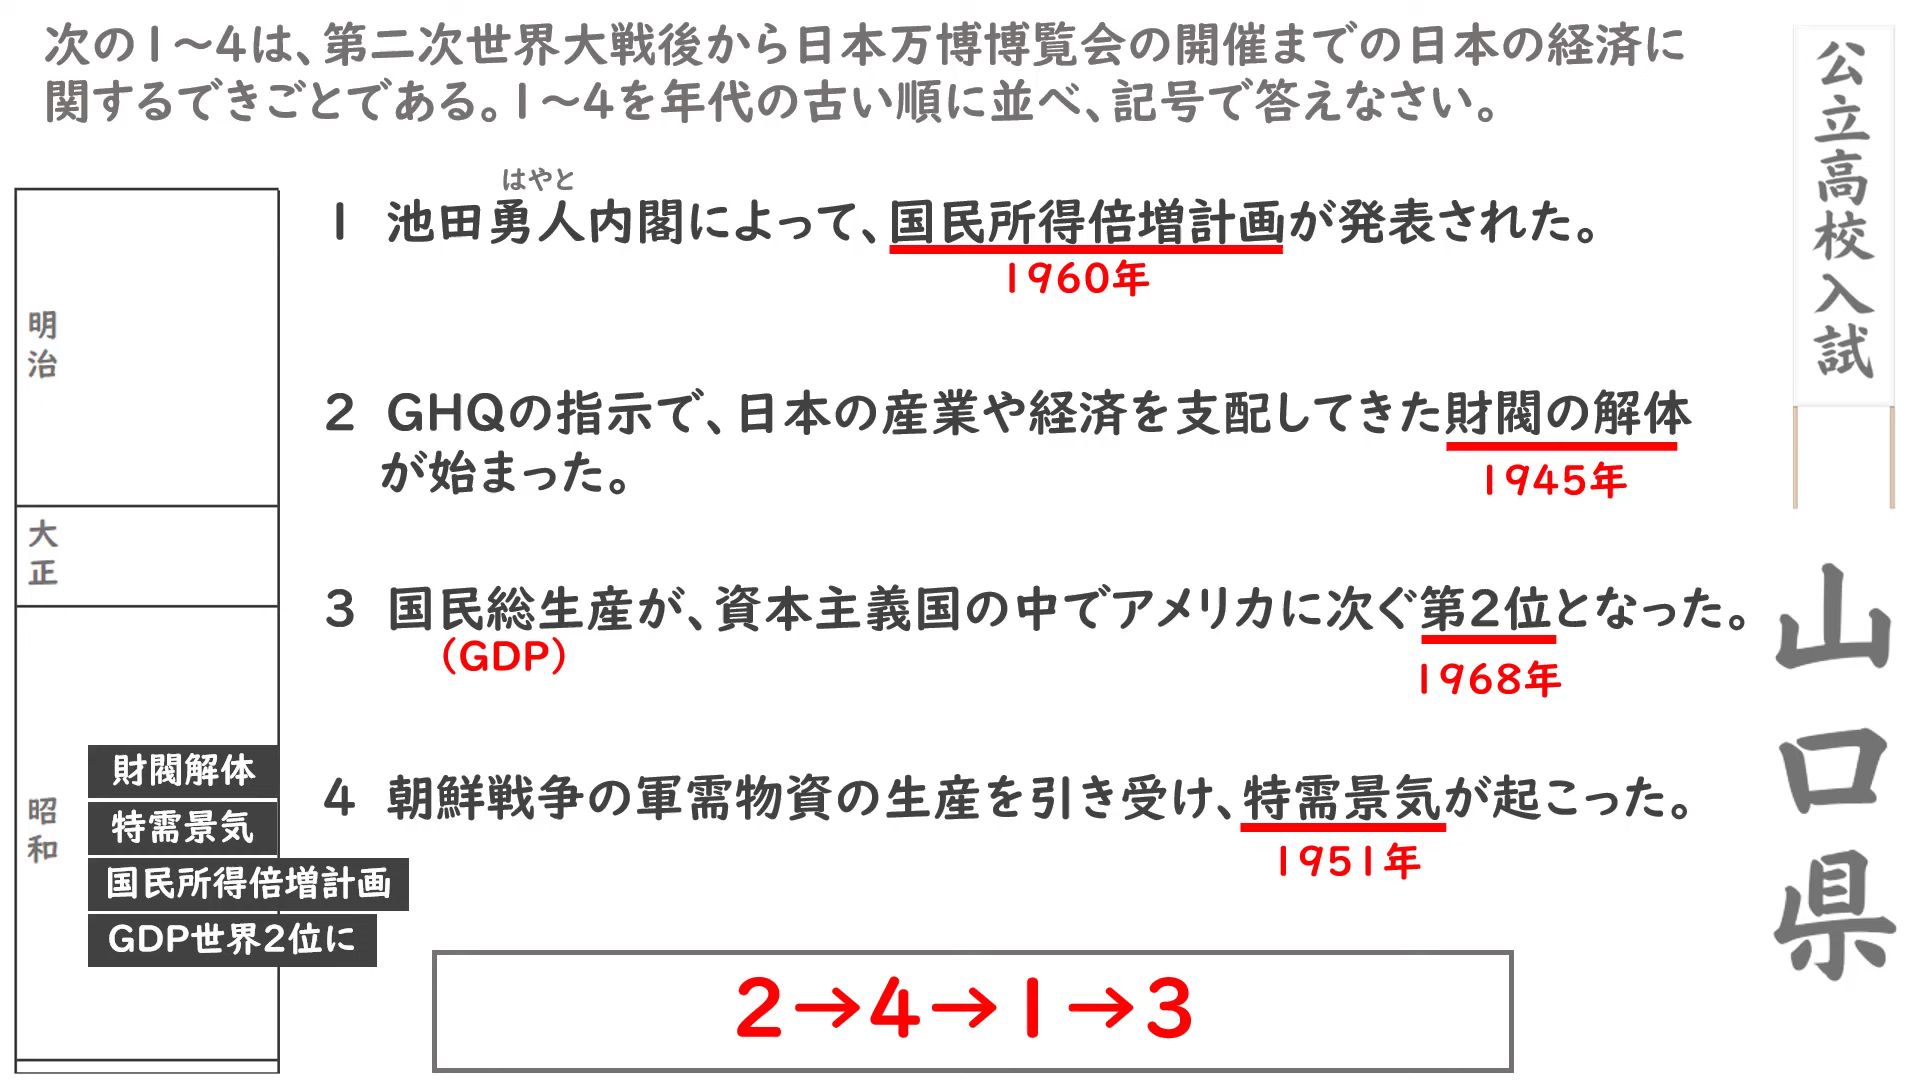 次の1～4は、第二次世界大戦後から日本万博博覧会の開催までの日本の経済に
関するできごとである。1～4を年代の古い順に並べ、記号で答えなさい。
はやと
1 池田勇人内閣によって、国民所得倍増計画が発表された。
1960年
2 GHQの指示で、日本の産業や経済を支配してきた財閥の解体
が始まった。
1945年
3 国民総生産が、資本主義国の中でアメリカに次ぐ第2位となった。
(GDP)
1968年
4 朝鮮戦争の軍需物資の生産を引き受け、特需景気が起こった。
1951年
2→4→1→3
明治
大正
昭和
財閥解体
特需景気
国民所得倍増計画
GDP世界2位に
公立高校入試
山口県